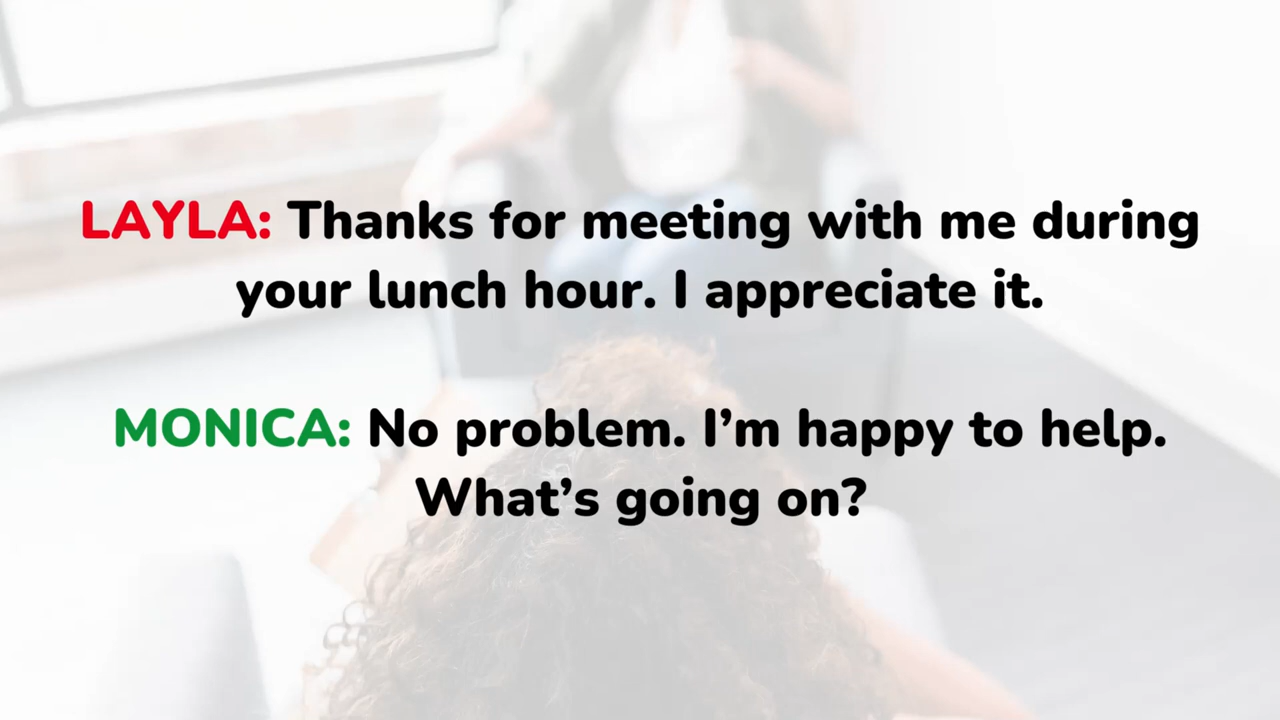 LAYLA: Thanks for meeting with me during
your lunch hour. I appreciate it.
MONICA: No problem. I’m happy to help.
What’s going on?